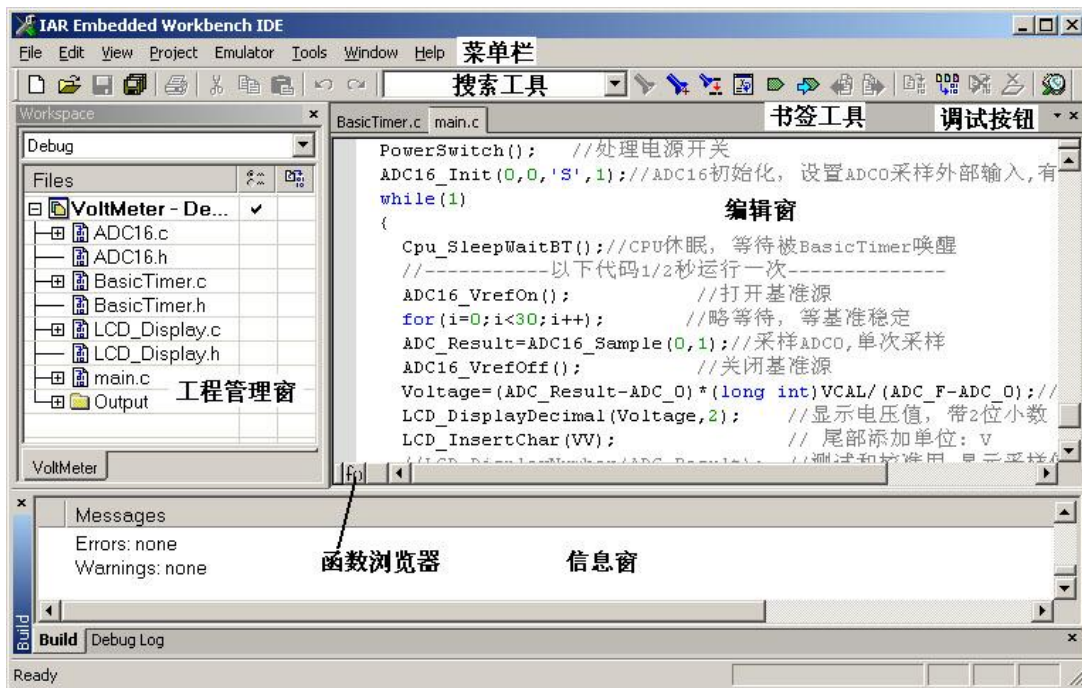 IAR Embedded Workbench IDE
File Edit View Project Emulator Tools Window Help 菜单栏
搜索工具
书签工具 调试按钮
Workspace
Debug
Files
VoltMeter - De...
ADC16.c
ADC16.h
BasicTimer.c
BasicTimer.h
LCD_Display.c
LCD_Display.h
main.c
Output
工程管理窗
VoltMeter
BasicTimer.c main.c
PowerSwitch(); //处理电源开关
ADC16_Init(0,0,'S',1);//ADC16初始化, 设置ADC0采样外部输入,有
while(1)
编辑窗
{
Cpu_SleepWaitBT();//CPU休眠, 等待被BasicTimer唤醒
//-----------以下代码1/2秒运行一次--------------
ADC16_VrefOn(); //打开基准源
for(i=0;i<30;i++); //略等待, 等基准稳定
ADC_Result=ADC16_Sample(0,1);//采样ADC0,单次采样
ADC16_VrefOff(); //关闭基准源
Voltage=(ADC_Result-ADC_0)*(long int)VCAL/(ADC_F-ADC_0);//
LCD_DisplayDecimal(Voltage,2); //显示电压值, 带2位小数
LCD_InsertChar(VV); // 尾部添加单位: V
f()
Messages
Errors: none
Warnings: none
函数浏览器 信息窗
Build
Build Debug Log
Ready